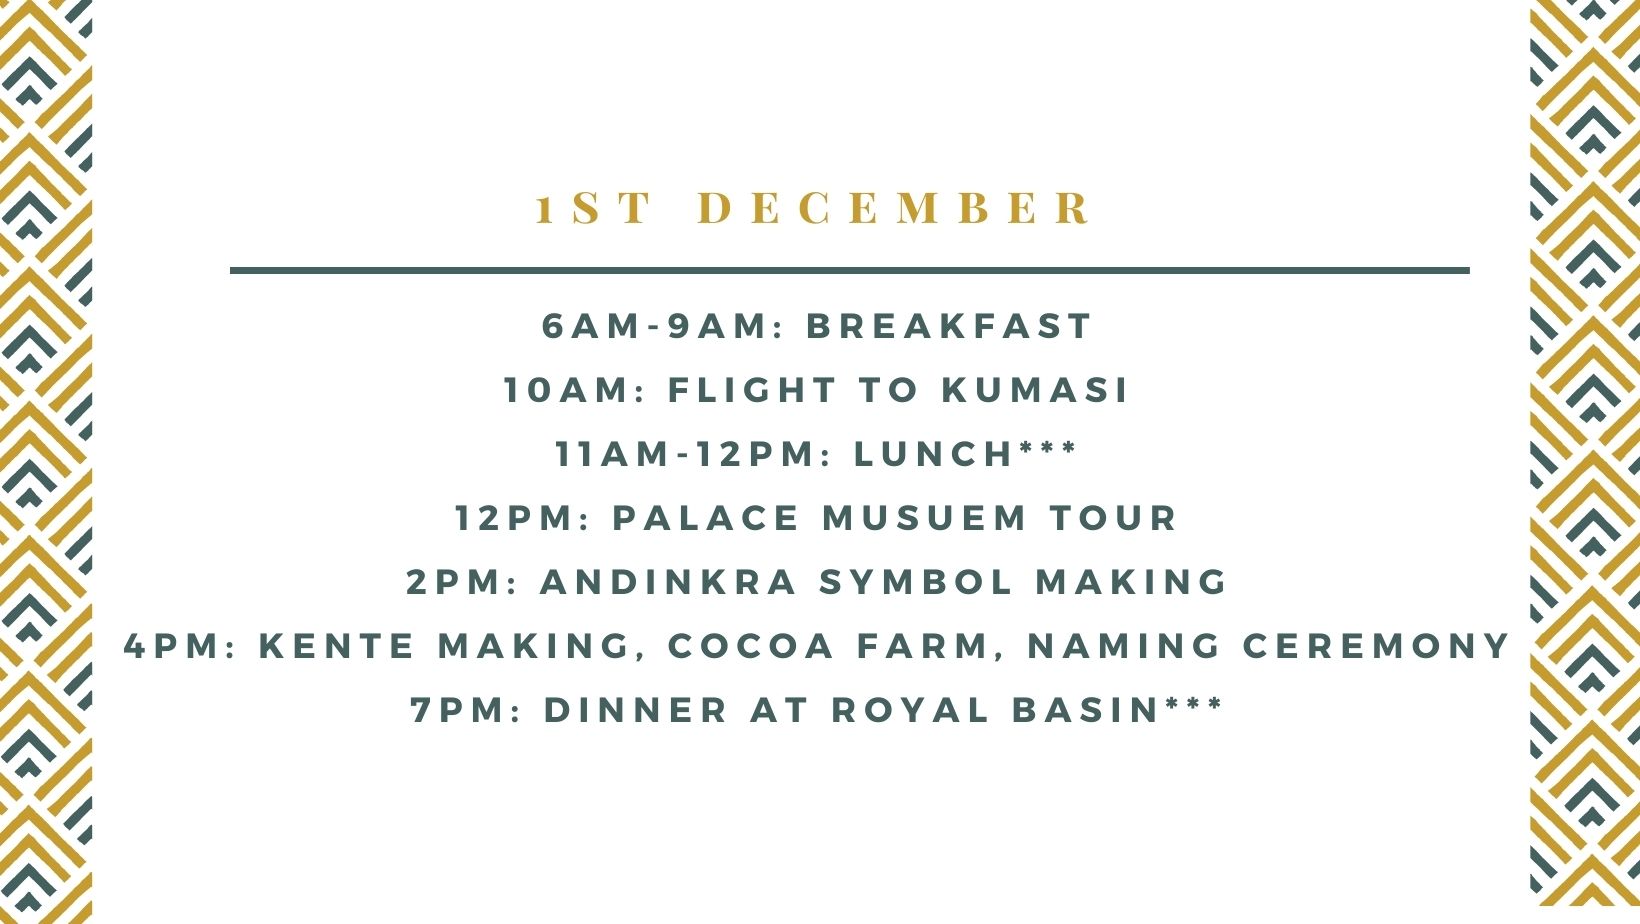 1ST DECEMBER
6AM-9AM: BREAKFAST
10AM: FLIGHT TO KUMASI
11AM-12PM: LUNCH***
12PM: PALACE MUSUEM TOUR
2PM: ANDINKRA SYMBOL MAKING
4PM: KENTE MAKING, COCOA FARM, NAMING CEREMONY
7PM: DINNER AT ROYAL BASIN***